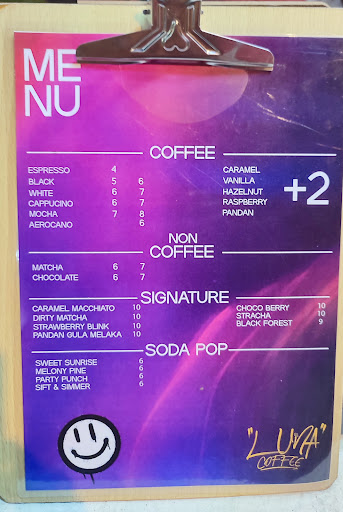 ME
NU
COFFEE
ESPRESSO 4
BLACK 5 6
WHITE 6 7
CAPPUCINO 6 7
MOCHA 7 8
AEROCANO 6
CARAMEL
VANILLA
HAZELNUT
RASPBERRY
PANDAN
+2
NON
COFFEE
MATCHA 6 7
CHOCOLATE 6 7
SIGNATURE
CARAMEL MACCHIATO 10
DIRTY MATCHA 10
STRAWBERRY BLINK 10
PANDAN GULA MELAKA 10
CHOCO BERRY 10
STRACHA 10
BLACK FOREST 9
SODA POP
SWEET SUNRISE 6
MELONY PINE 6
PARTY PUNCH 6
SIFT & SIMMER 6
"LUNA"
COFFEE